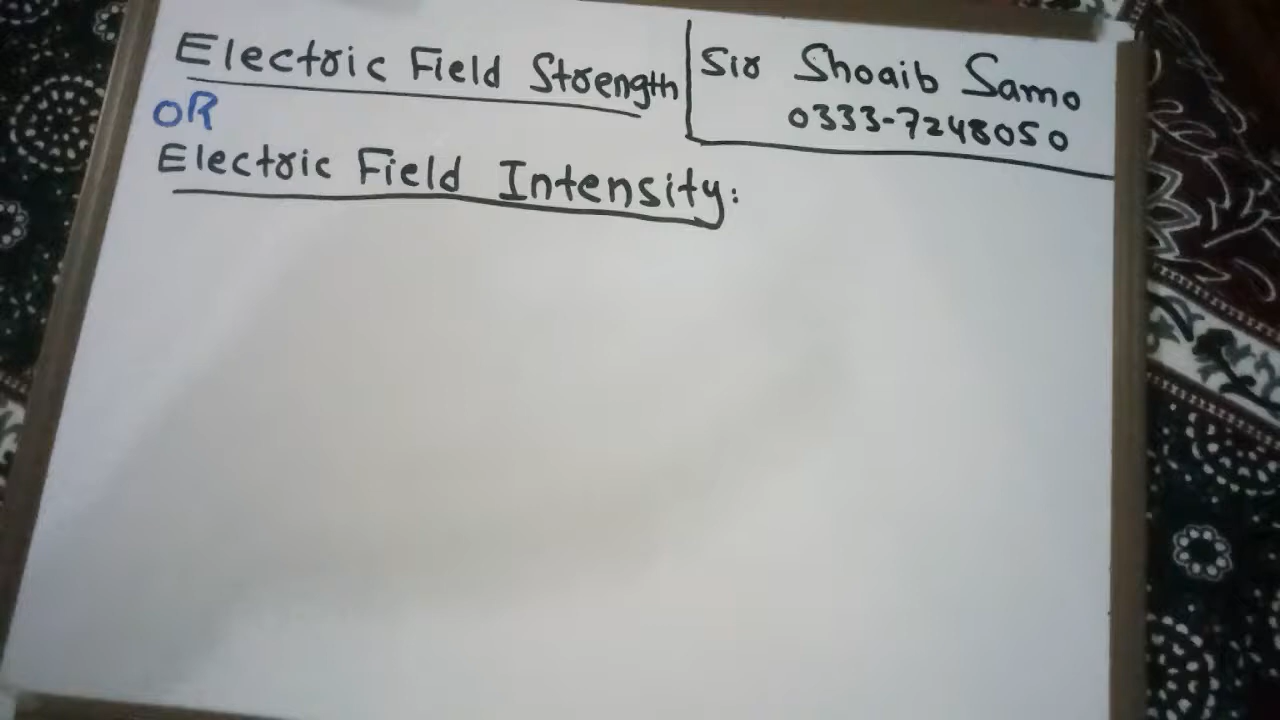 Electric Field Strength
OR
Electric Field Intensity:
Sir Shoaib Samo
0333-7248050